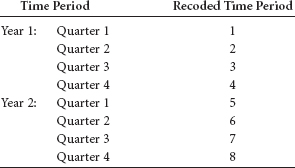 Time Period Recoded Time Period
Year 1: Quarter 1 1
Quarter 2 2
Quarter 3 3
Quarter 4 4
Year 2: Quarter 1 5
Quarter 2 6
Quarter 3 7
Quarter 4 8